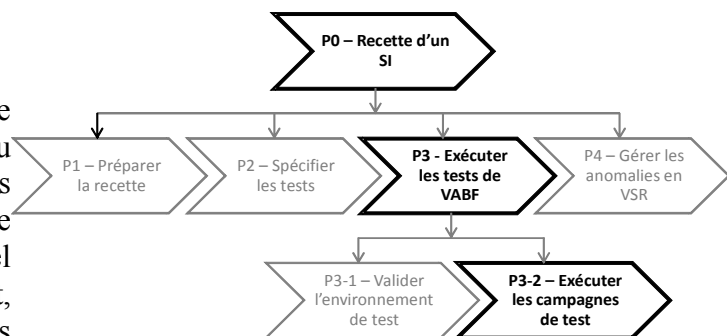 P0 – Recette d'un
SI
e
u
s
e
el
t,
s
P1 – Préparer
la recette
P2 – Spécifier
les tests
P3 - Exécuter
les tests de
VABF
P4 – Gérer les
anomalies en
VSR
P3-1 – Valider
l'environnement
de test
P3-2 – Exécuter
les campagnes
de test